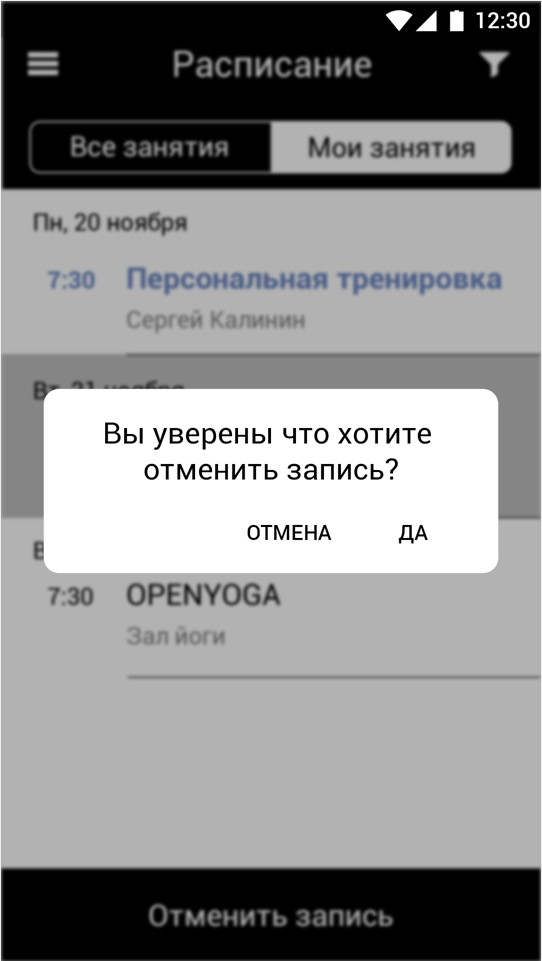 12:30
Расписание
Все занятия
Мои занятия
Пн, 20 ноября
7:30 Персональная тренировка
Сергей Калинин
Вт, 21 ноября
Вы уверены что хотите
отменить запись?
ОТМЕНА ДА
7:30 OPENYOGA
Зал йоги
Отменить запись